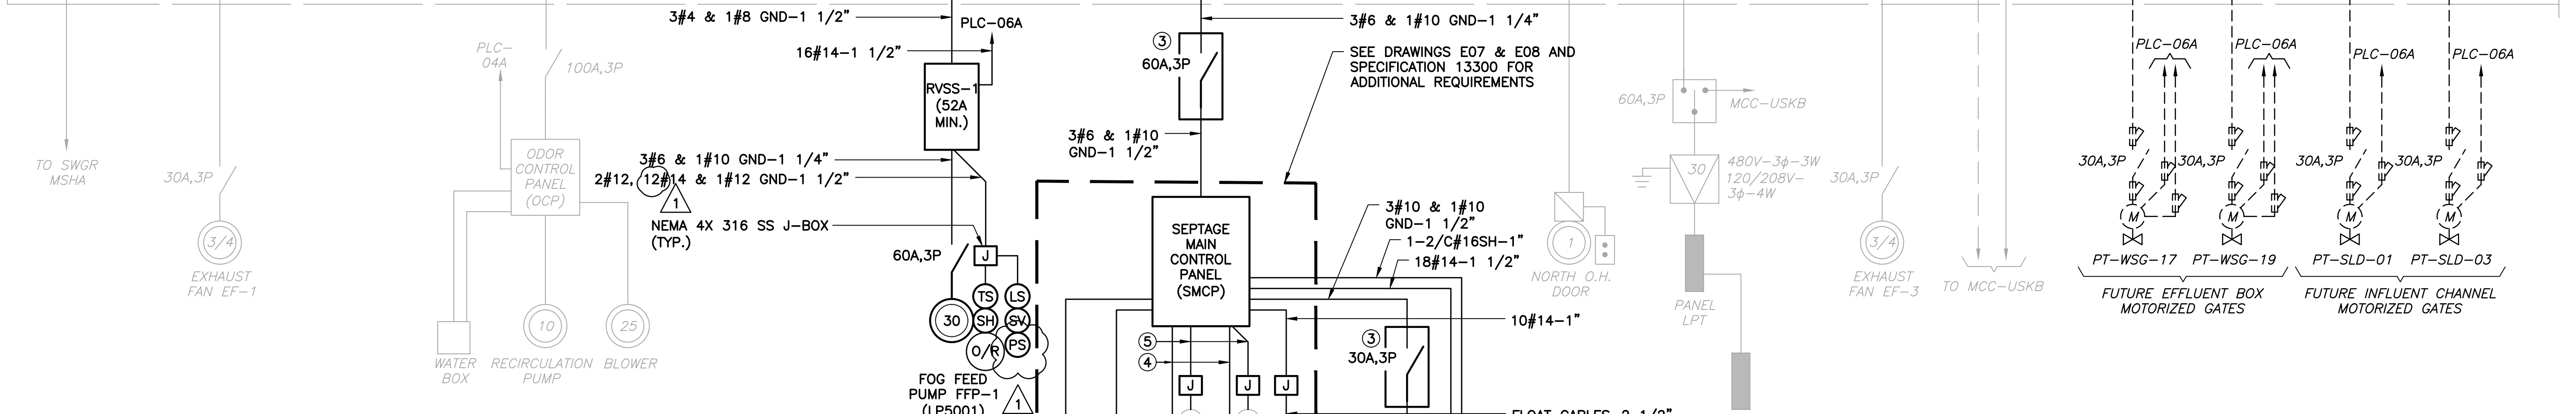 TO SWGR
MSHA
30A,3P
3/4
EXHAUST
FAN EF-1
PLC-
04A
100A,3P
ODOR
CONTROL
PANEL
(OCP)
WATER
BOX
10
RECIRCULATION
PUMP
25
BLOWER
3#4 & 1#8 GND-1 1/2"
PLC-06A
16#14-1 1/2"
RVSS-1
(52A
MIN.)
3#6 & 1#10 GND-1 1/4"
2#12, 12#14 & 1#12 GND-1 1/2"
1
NEMA 4X 316 SS J-BOX
(TYP.)
60A,3P
J
TS
LS
30
SH
SV
O/R
PS
FOG FEED
PUMP FFP-1
(LP5001)
1
3#6 & 1#10 GND-1 1/4"
3
60A,3P
SEE DRAWINGS E07 & E08 AND
SPECIFICATION 13300 FOR
ADDITIONAL REQUIREMENTS
3#6 & 1#10
GND-1 1/2"
SEPTAGE
MAIN
CONTROL
PANEL
(SMCP)
3#10 & 1#10
GND-1 1/2"
1-2/C#16SH-1"
18#14-1 1/2"
10#14-1"
5
4
J
J
J
3
30A,3P
FLOAT CABLES-2 1/2"
1
NORTH O.H.
DOOR
60A,3P
MCC-USKB
30
480V-3ϕ-3W
120/208V-
3ϕ-4W
PANEL
LPT
30A,3P
3/4
EXHAUST
FAN EF-3
TO MCC-USKB
PLC-06A
PLC-06A
PLC-06A
PLC-06A
30A,3P
30A,3P
30A,3P
30A,3P
M
M
M
M
PT-WSG-17
PT-WSG-19
PT-SLD-01
PT-SLD-03
FUTURE EFFLUENT BOX
MOTORIZED GATES
FUTURE INFLUENT CHANNEL
MOTORIZED GATES